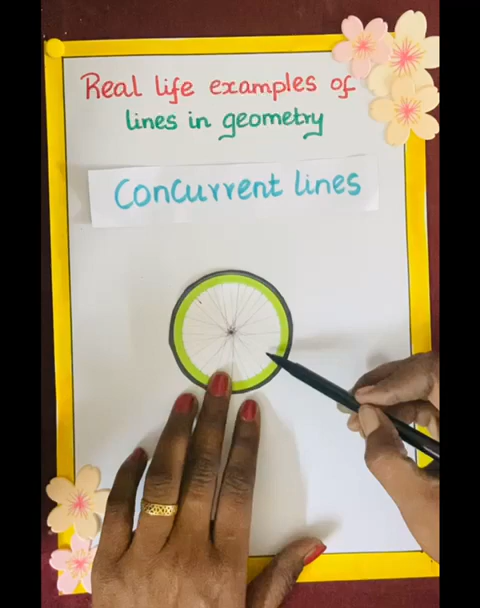 Real life examples of
lines in geometry
Concurrent lines